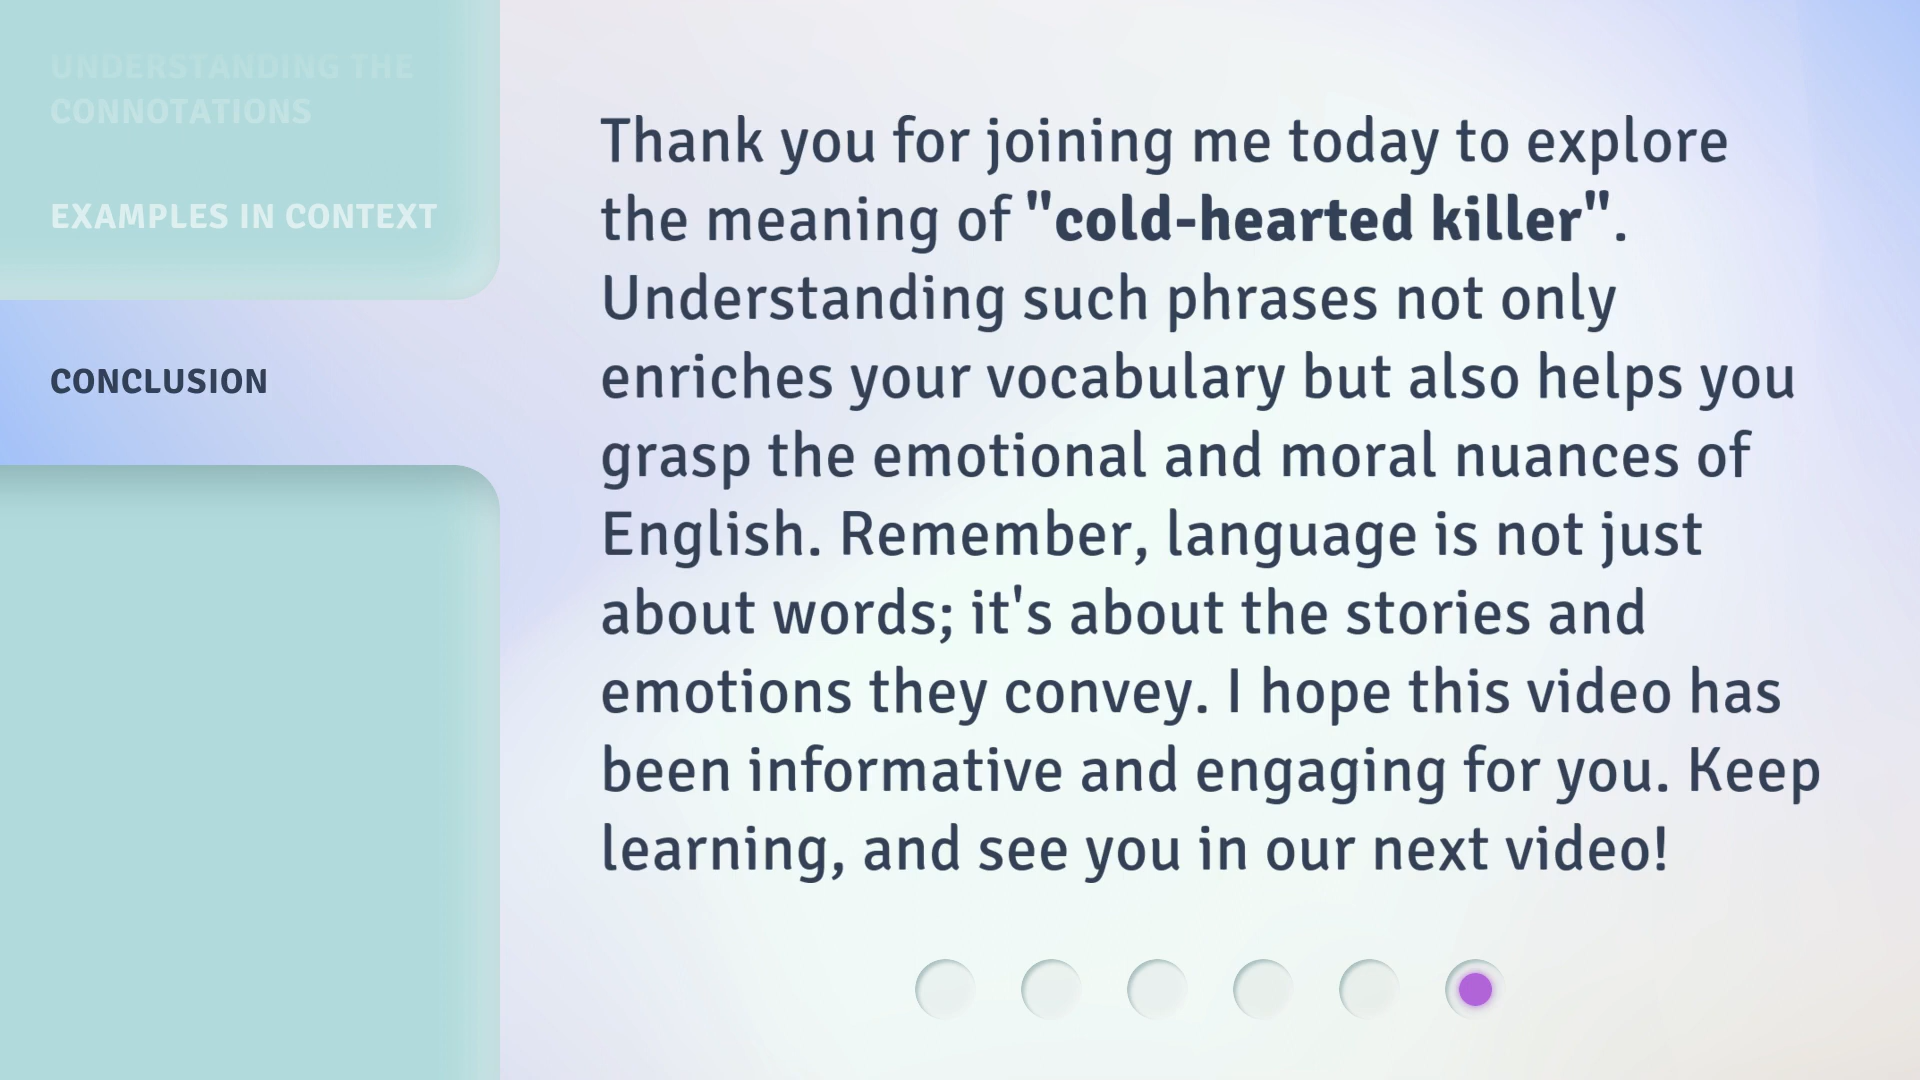 UNDERSTANDING THE
CONNOTATIONS
EXAMPLES IN CONTEXT
CONCLUSION
Thank you for joining me today to explore
the meaning of "cold-hearted killer".
Understanding such phrases not only
enriches your vocabulary but also helps you
grasp the emotional and moral nuances of
English. Remember, language is not just
about words; it's about the stories and
emotions they convey. I hope this video has
been informative and engaging for you. Keep
learning, and see you in our next video!